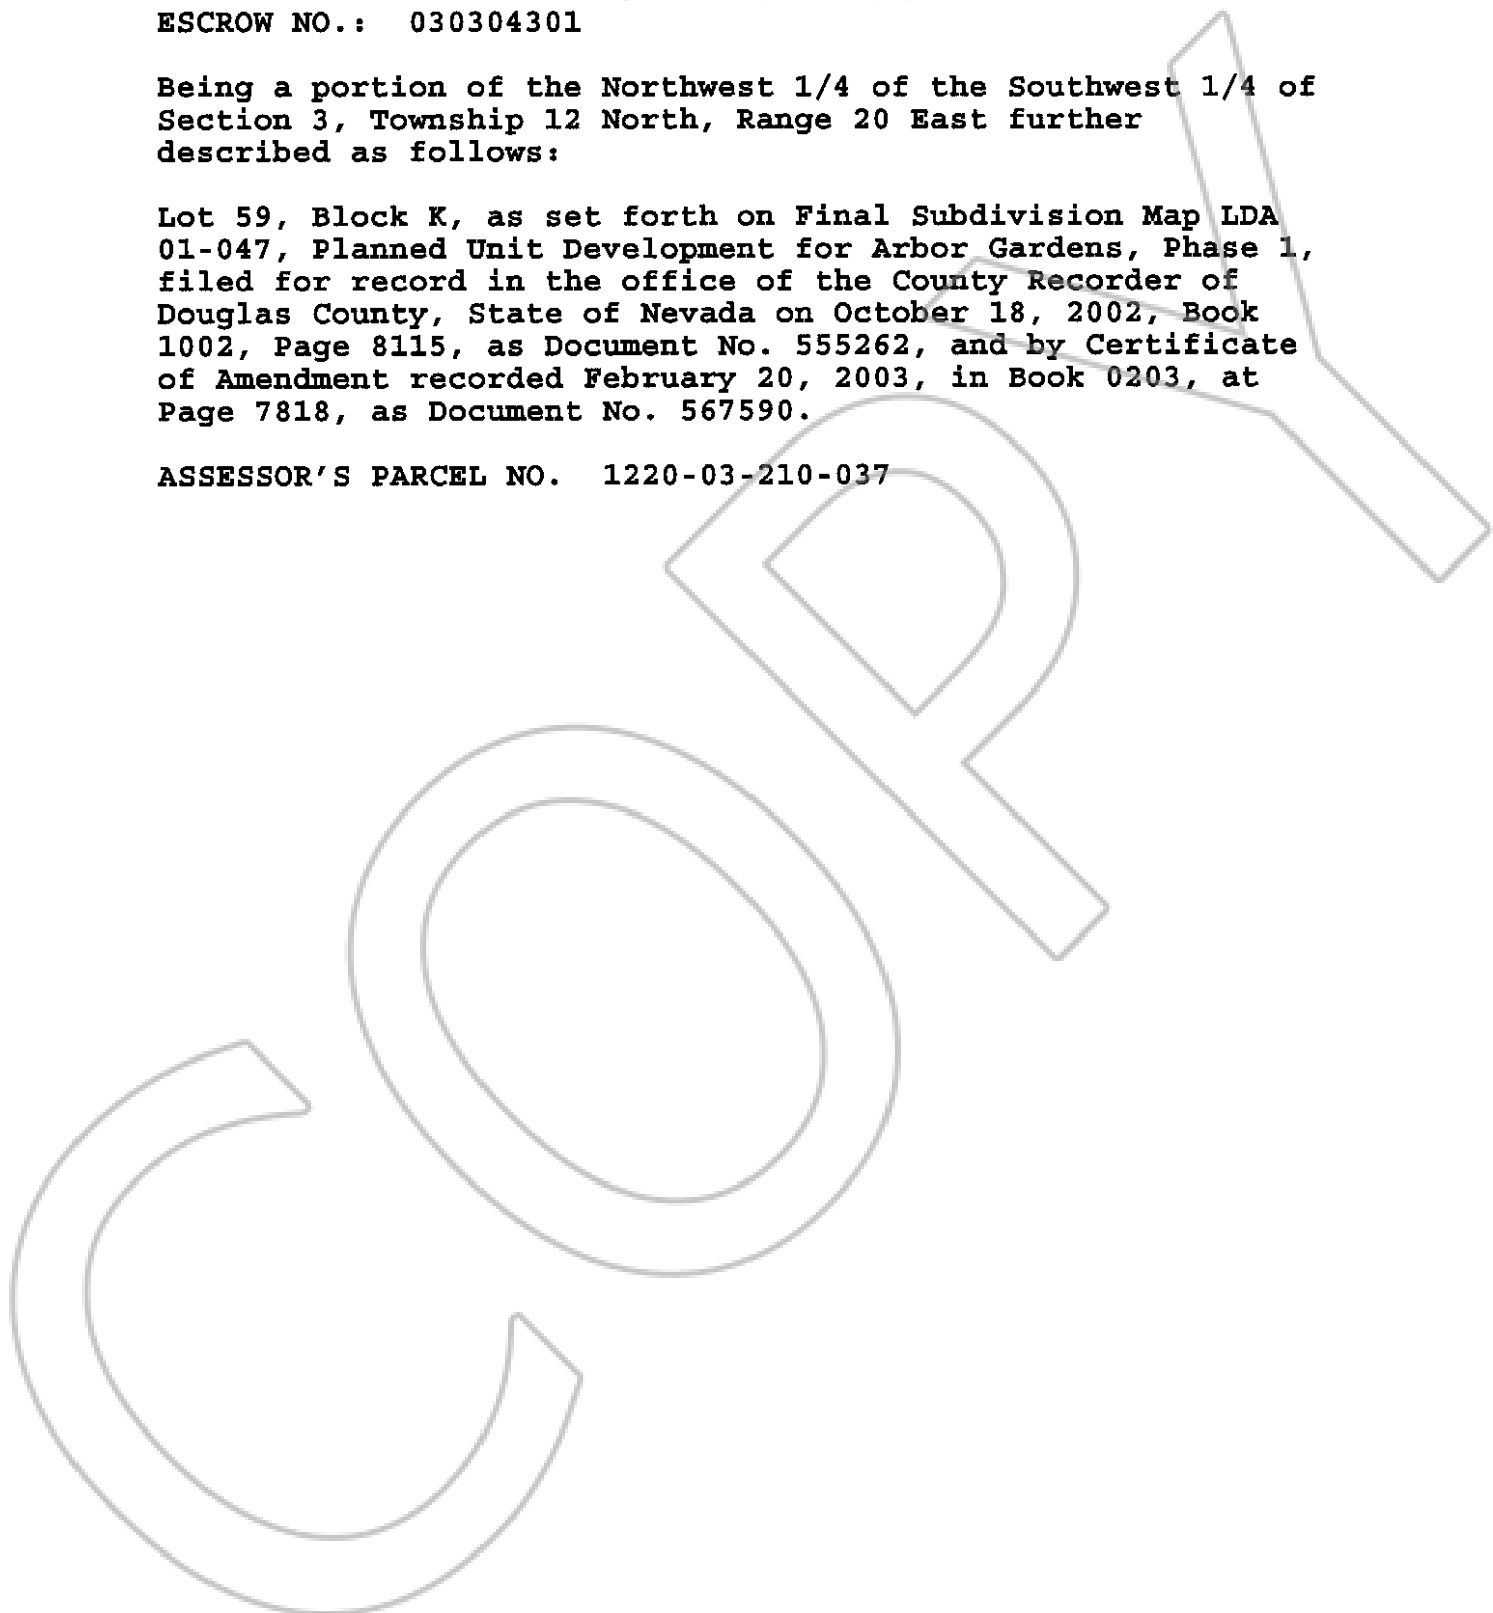 ESCROW NO.: 030304301
Being a portion of the Northwest 1/4 of the Southwest 1/4 of
Section 3, Township 12 North, Range 20 East further
described as follows:
Lot 59, Block K, as set forth on Final Subdivision Map LDA
01-047, Planned Unit Development for Arbor Gardens, Phase 1,
filed for record in the office of the County Recorder of
Douglas County, State of Nevada on October 18, 2002, Book
1002, Page 8115, as Document No. 555262, and by Certificate
of Amendment recorded February 20, 2003, in Book 0203, at
Page 7818, as Document No. 567590.
ASSESSOR'S PARCEL NO. 1220-03-210-037
COPY